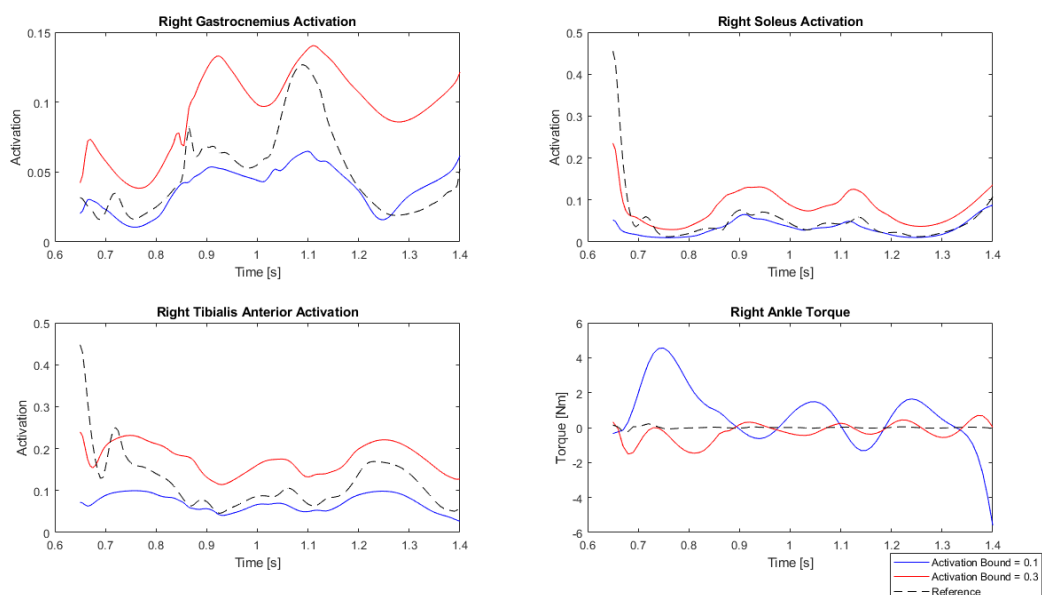 Right Gastrocnemius Activation
0.15
0.1
0.05
0
Activation
0.6 0.7 0.8 0.9 1 1.1 1.2 1.3 1.4
Time [s]
Right Soleus Activation
0.5
0.4
0.3
0.2
0.1
0
Activation
0.6 0.7 0.8 0.9 1 1.1 1.2 1.3 1.4
Time [s]
Right Tibialis Anterior Activation
0.5
0.4
0.3
0.2
0.1
0
Activation
0.6 0.7 0.8 0.9 1 1.1 1.2 1.3 1.4
Time [s]
Right Ankle Torque
6
4
2
0
-2
-4
-6
Torque [Nm]
0.6 0.7 0.8 0.9 1 1.1 1.2 1.3 1.4
Time [s]
Activation Bound = 0.1
Activation Bound = 0.3
Reference